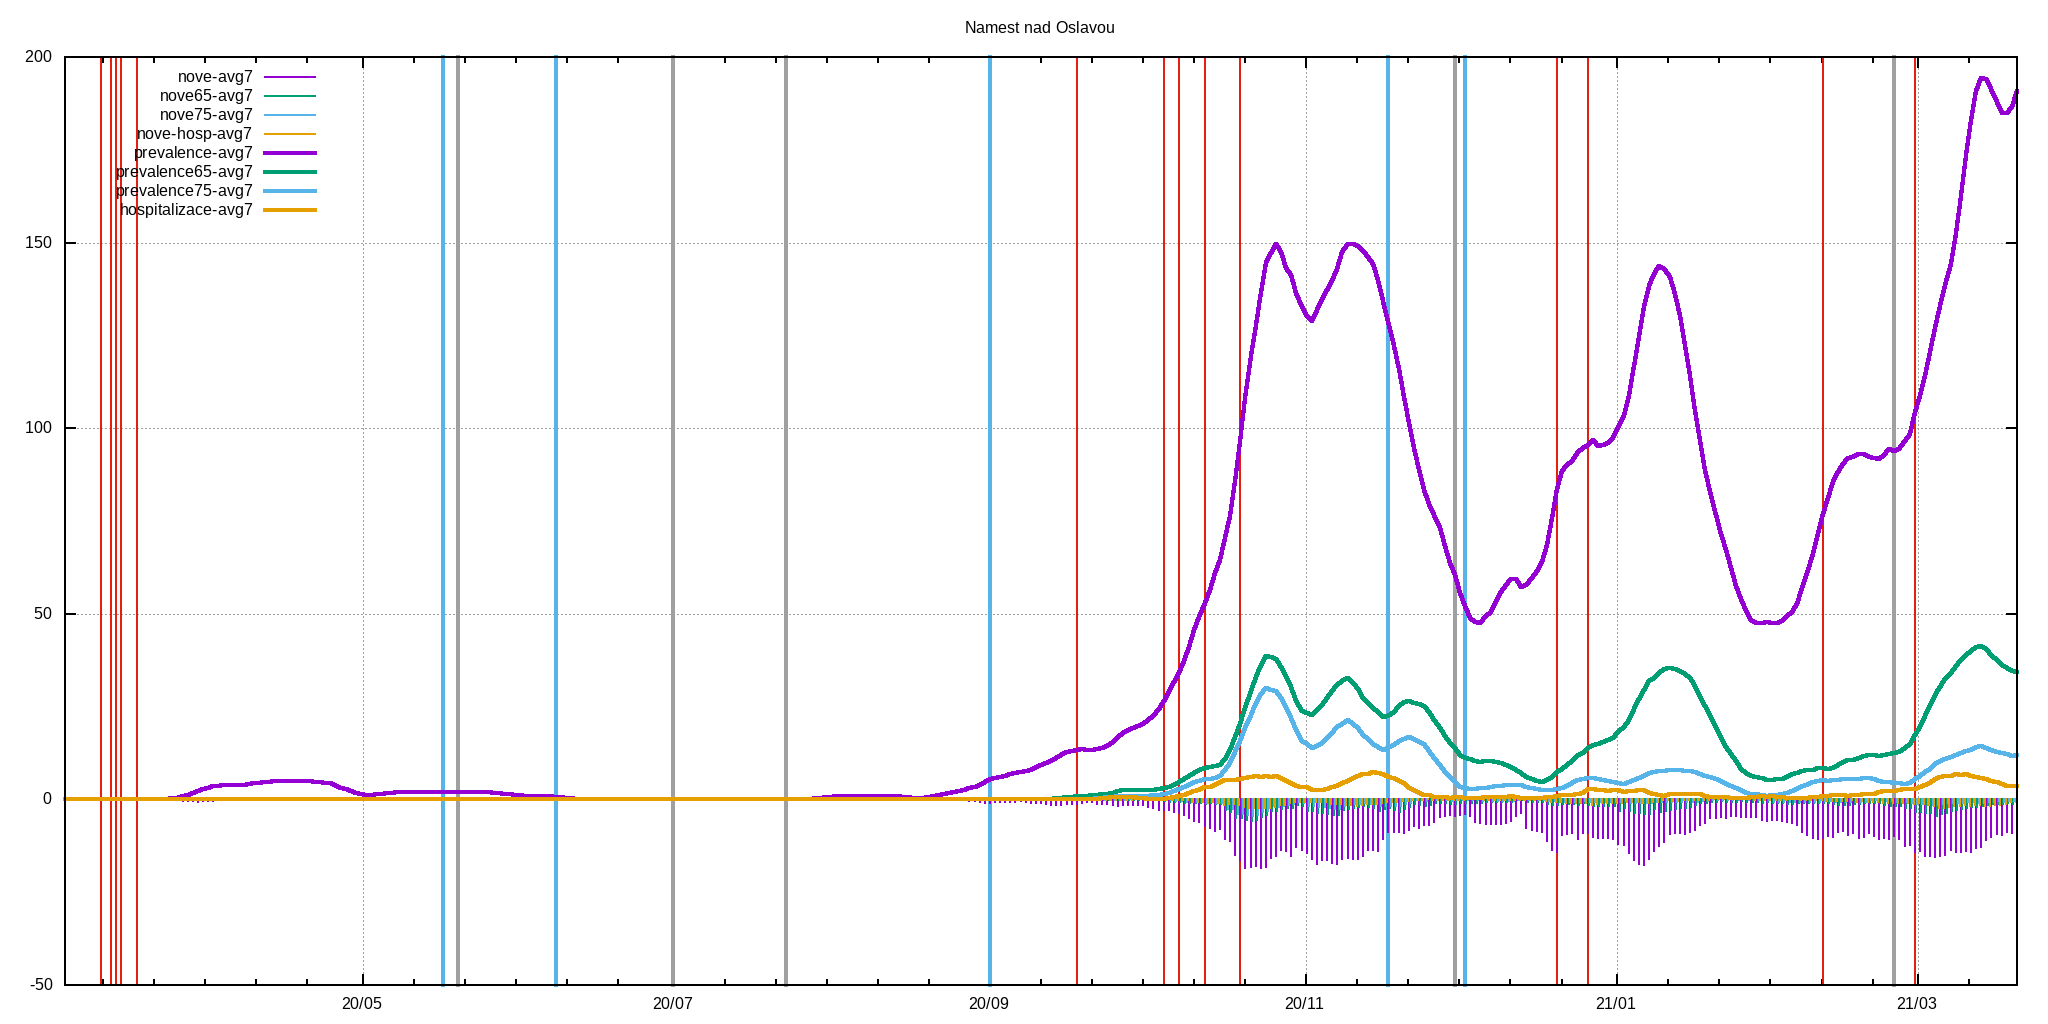 Namest nad Oslavou
200
150
100
50
0
-50
nove-avg7
nove65-avg7
nove75-avg7
nove-hosp-avg7
prevalence-avg7
prevalence65-avg7
prevalence75-avg7
hospitalizace-avg7
20/05
20/07
20/09
20/11
21/01
21/03